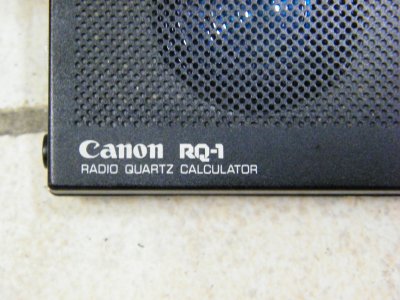 Canon RQ-1
RADIO QUARTZ CALCULATOR